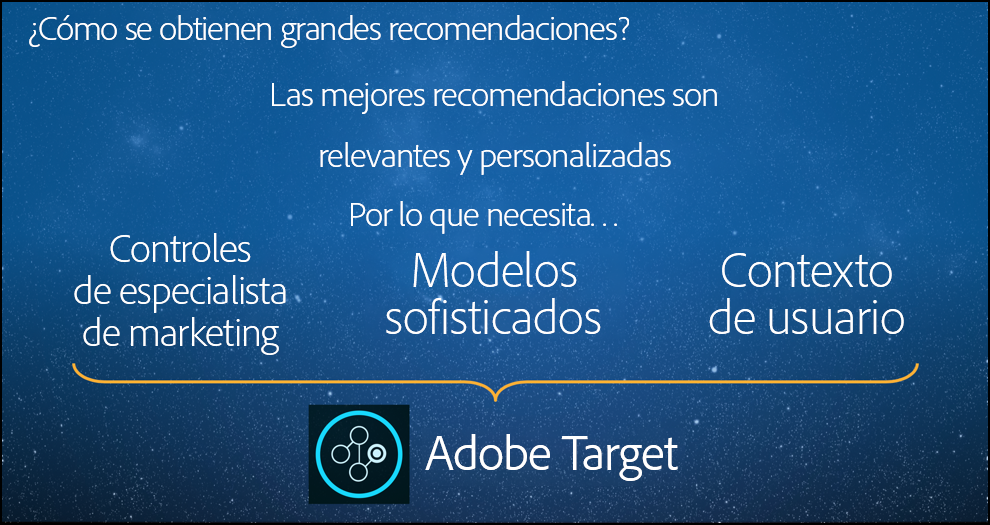 ¿Cómo se obtienen grandes recomendaciones?
Las mejores recomendaciones son
relevantes y personalizadas
Por lo que necesita. . .
Controles
de especialista
de marketing
Modelos
sofisticados
Contexto
de usuario
Adobe Target